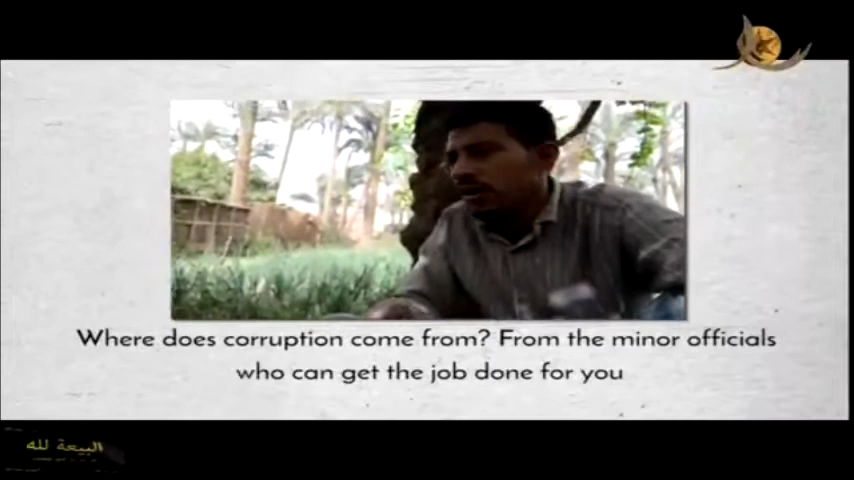 Where does corruption come from? From the minor officials
who can get the job done for you
البيعة لله